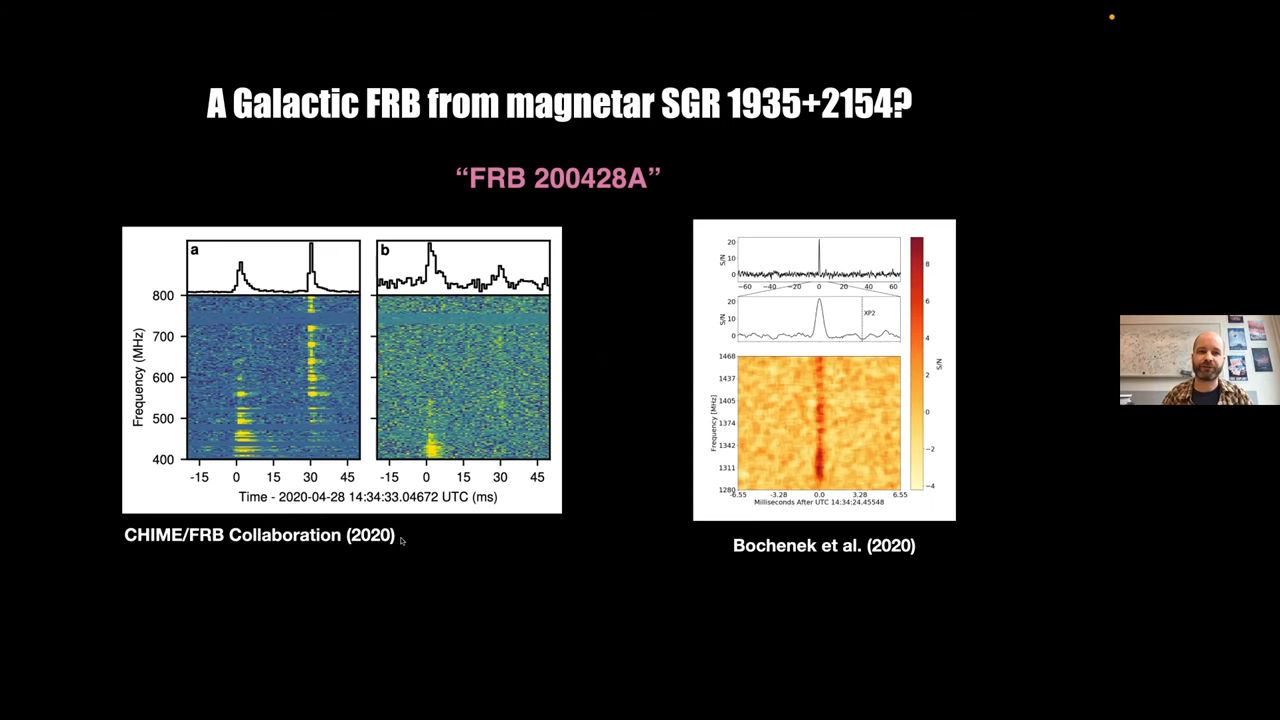 A Galactic FRB from magnetar SGR 1935+2154?
“FRB 200428A”
a
b
800
700
600
500
400
Frequency (MHz)
-15 0 15 30 45
-15 0 15 30 45
Time - 2020-04-28 14:34:33.04672 UTC (ms)
CHIME/FRB Collaboration (2020)
20
10
0
S/N
−60 −40 −20 0 20 40 60
20
10
0
S/N
XP2
1468
1437
1405
1374
1342
1311
1280
Frequency [MHz]
-6.55 -3.28 0.0 3.28 6.55
Milliseconds After UTC 14:34:24.45548
8
6
4
2
0
−2
−4
S/N
Bochenek et al. (2020)